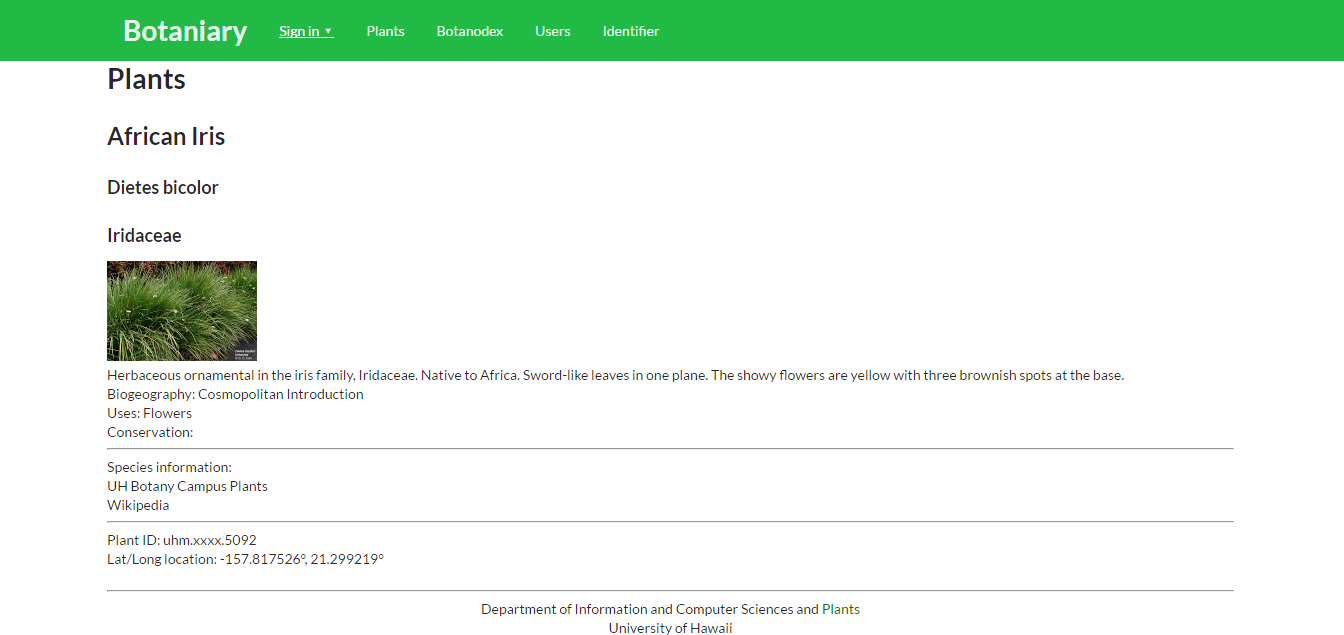 Botaniary
Sign in ▼
Plants
Botanodex
Users
Identifier
Plants
African Iris
Dietes bicolor
Iridaceae
Herbaceous ornamental in the iris family, Iridaceae. Native to Africa. Sword-like leaves in one plane. The showy flowers are yellow with three brownish spots at the base.
Biogeography: Cosmopolitan Introduction
Uses: Flowers
Conservation:
Species information:
UH Botany Campus Plants
Wikipedia
Plant ID: uhm.xxxx.5092
Lat/Long location: -157.817526°, 21.299219°
Department of Information and Computer Sciences and Plants
University of Hawaii